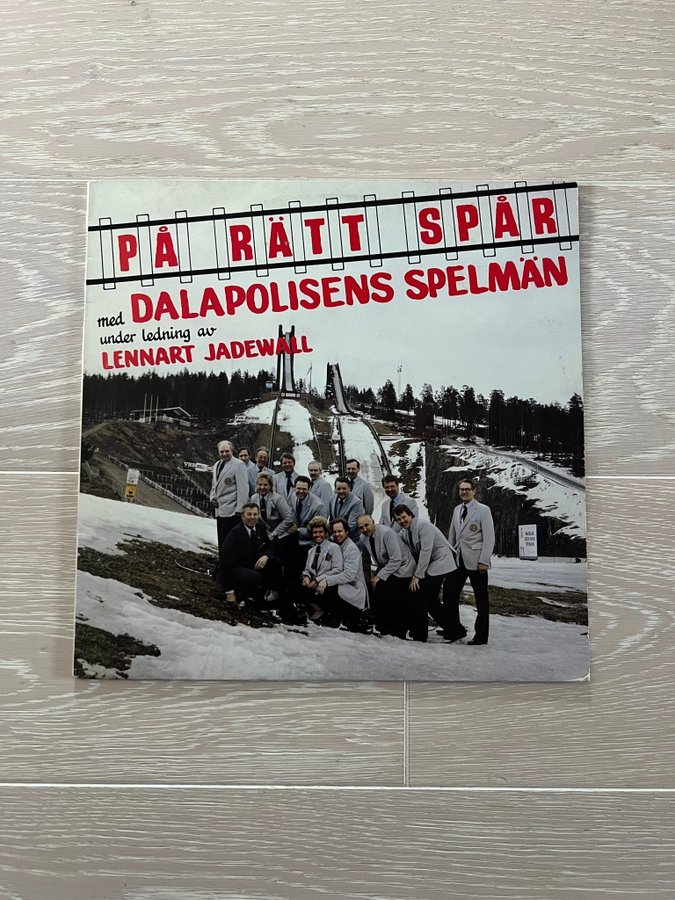 PÅ RÄTT SPÅR
med DALAPOLISENS SPELMÄN
under ledning av
LENNART JADEWALL